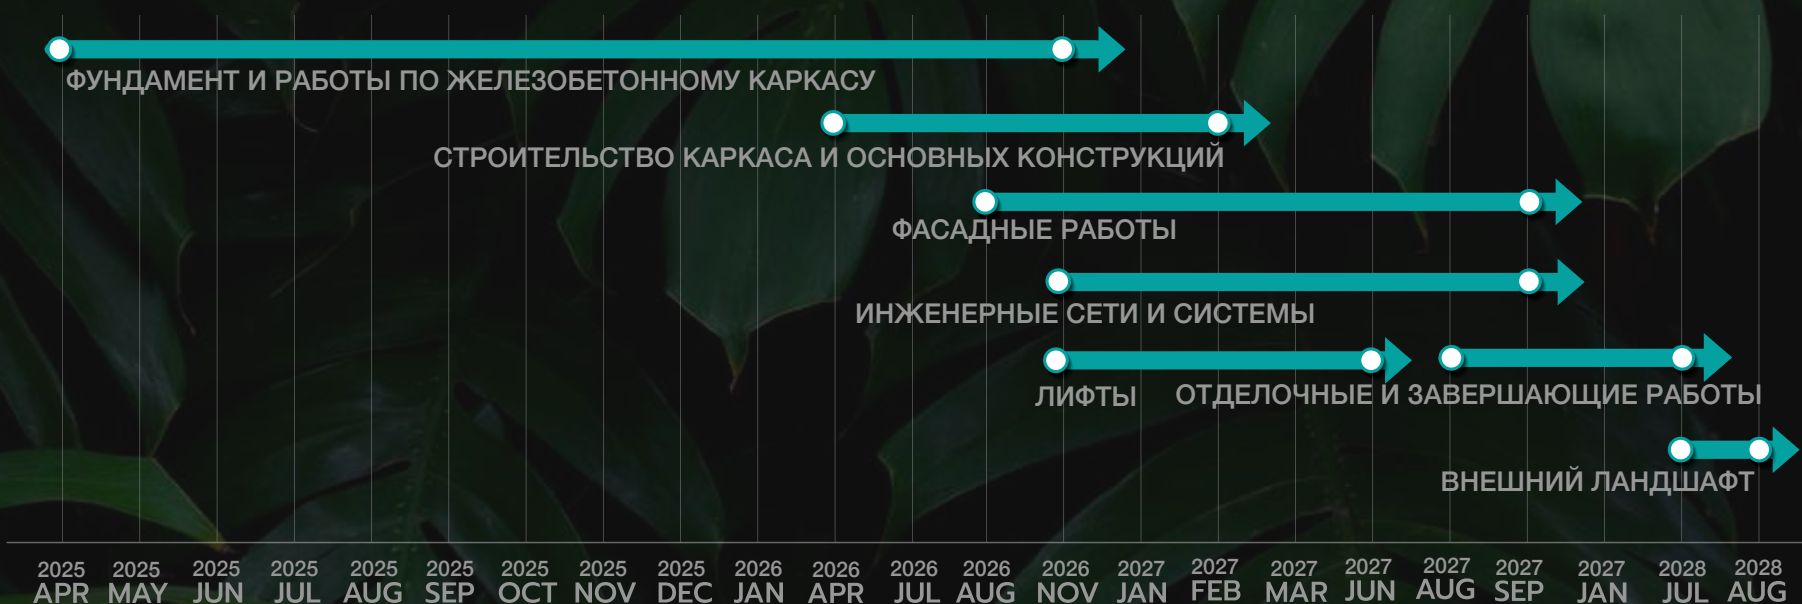 ФУНДАМЕНТ И РАБОТЫ ПО ЖЕЛЕЗОБЕТОННОМУ КАРКАСУ
СТРОИТЕЛЬСТВО КАРКАСА И ОСНОВНЫХ КОНСТРУКЦИЙ
ФАСАДНЫЕ РАБОТЫ
ИНЖЕНЕРНЫЕ СЕТИ И СИСТЕМЫ
ЛИФТЫ ОТДЕЛОЧНЫЕ И ЗАВЕРШАЮЩИЕ РАБОТЫ
ВНЕШНИЙ ЛАНДШАФТ
2025 2025 2025 2025 2025 2025 2025 2025 2025 2026 2026 2026 2026 2026 2027 2027 2027 2027 2027 2027 2027 2028 2028
APR MAY JUN JUL AUG SEP OCT NOV DEC JAN APR JUL AUG NOV JAN FEB MAR JUN AUG SEP JAN JUL AUG